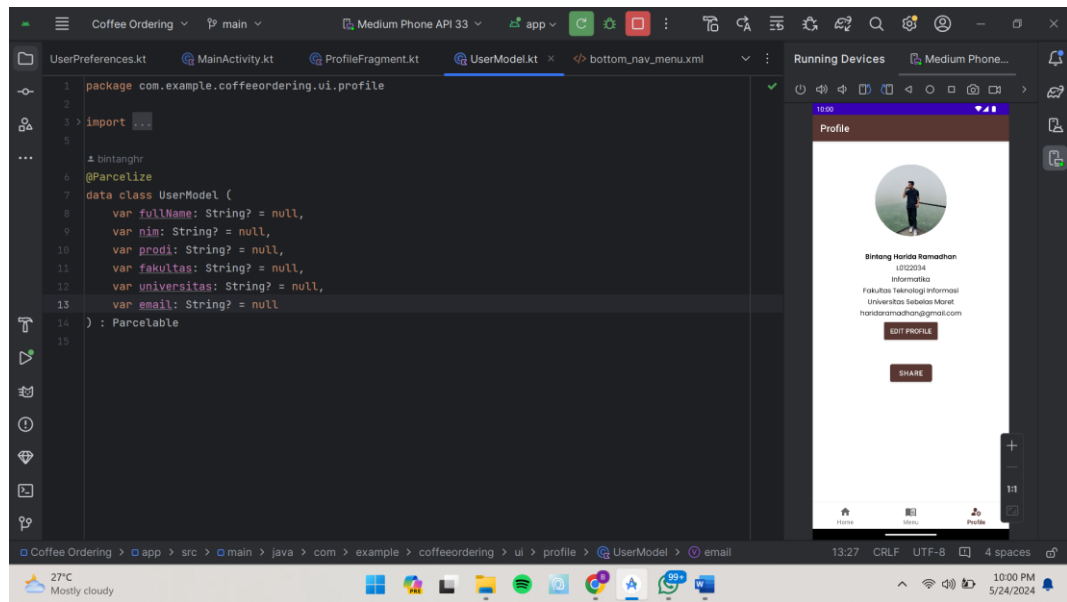 Coffee Ordering
main
Medium Phone API 33
app
UserPreferences.kt
MainActivity.kt
ProfileFragment.kt
UserModel.kt
bottom_nav_menu.xml
Running Devices
Medium Phone...
1 package com.example.coffeeordering.ui.profile
2
3 import ...
5
bintanghr
6 @Parcelize
7 data class UserModel (
8 var fullName: String? = null,
9 var nim: String? = null,
10 var prodi: String? = null,
11 var fakultas: String? = null,
12 var universitas: String? = null,
13 var email: String? = null
14 ) : Parcelable
15
10:00
Profile
Bintang Harida Ramadhan
L0122034
Informatika
Fakultas Teknologi Informasi
Universitas Sebelas Maret
haridaramadhan@gmail.com
EDIT PROFILE
SHARE
1:1
Home
Menu
Profile
Coffee Ordering > app > src > main > java > com > example > coffeeordering > ui > profile > UserModel > email
13:27 CRLF UTF-8 4 spaces
27°C
Mostly cloudy
PRE
99+
10:00 PM
5/24/2024